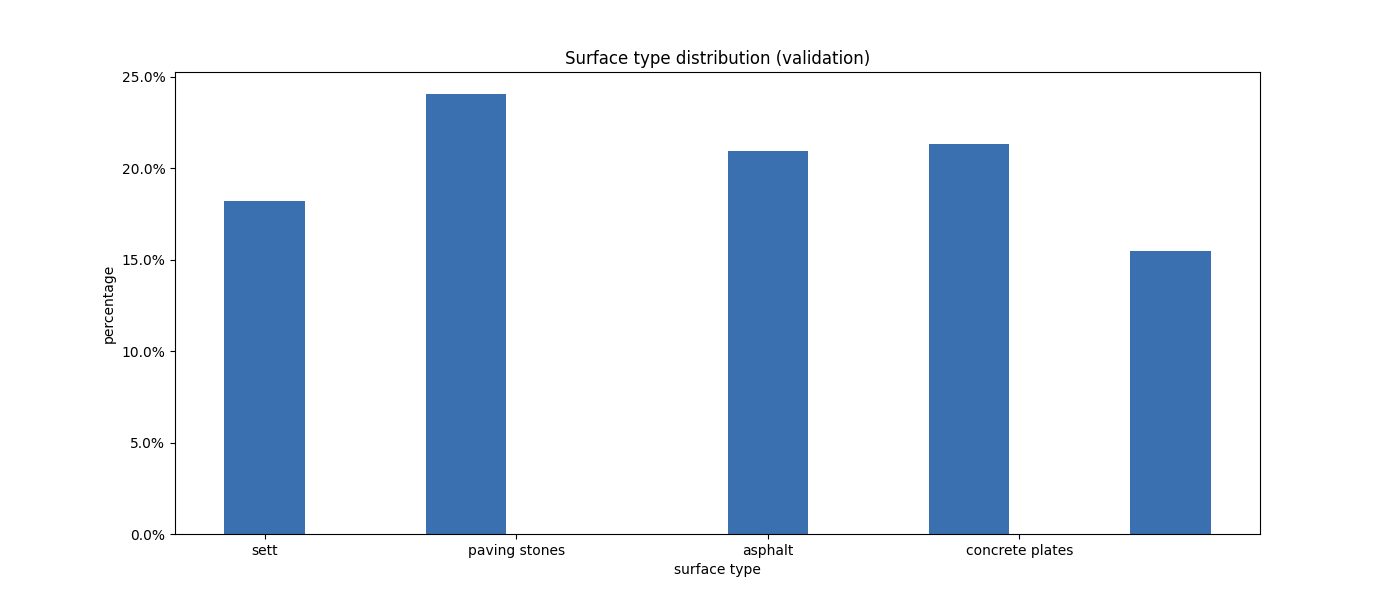 Surface type distribution (validation)
25.0%
20.0%
15.0%
10.0%
5.0%
0.0%
percentage
sett paving stones asphalt concrete plates
surface type